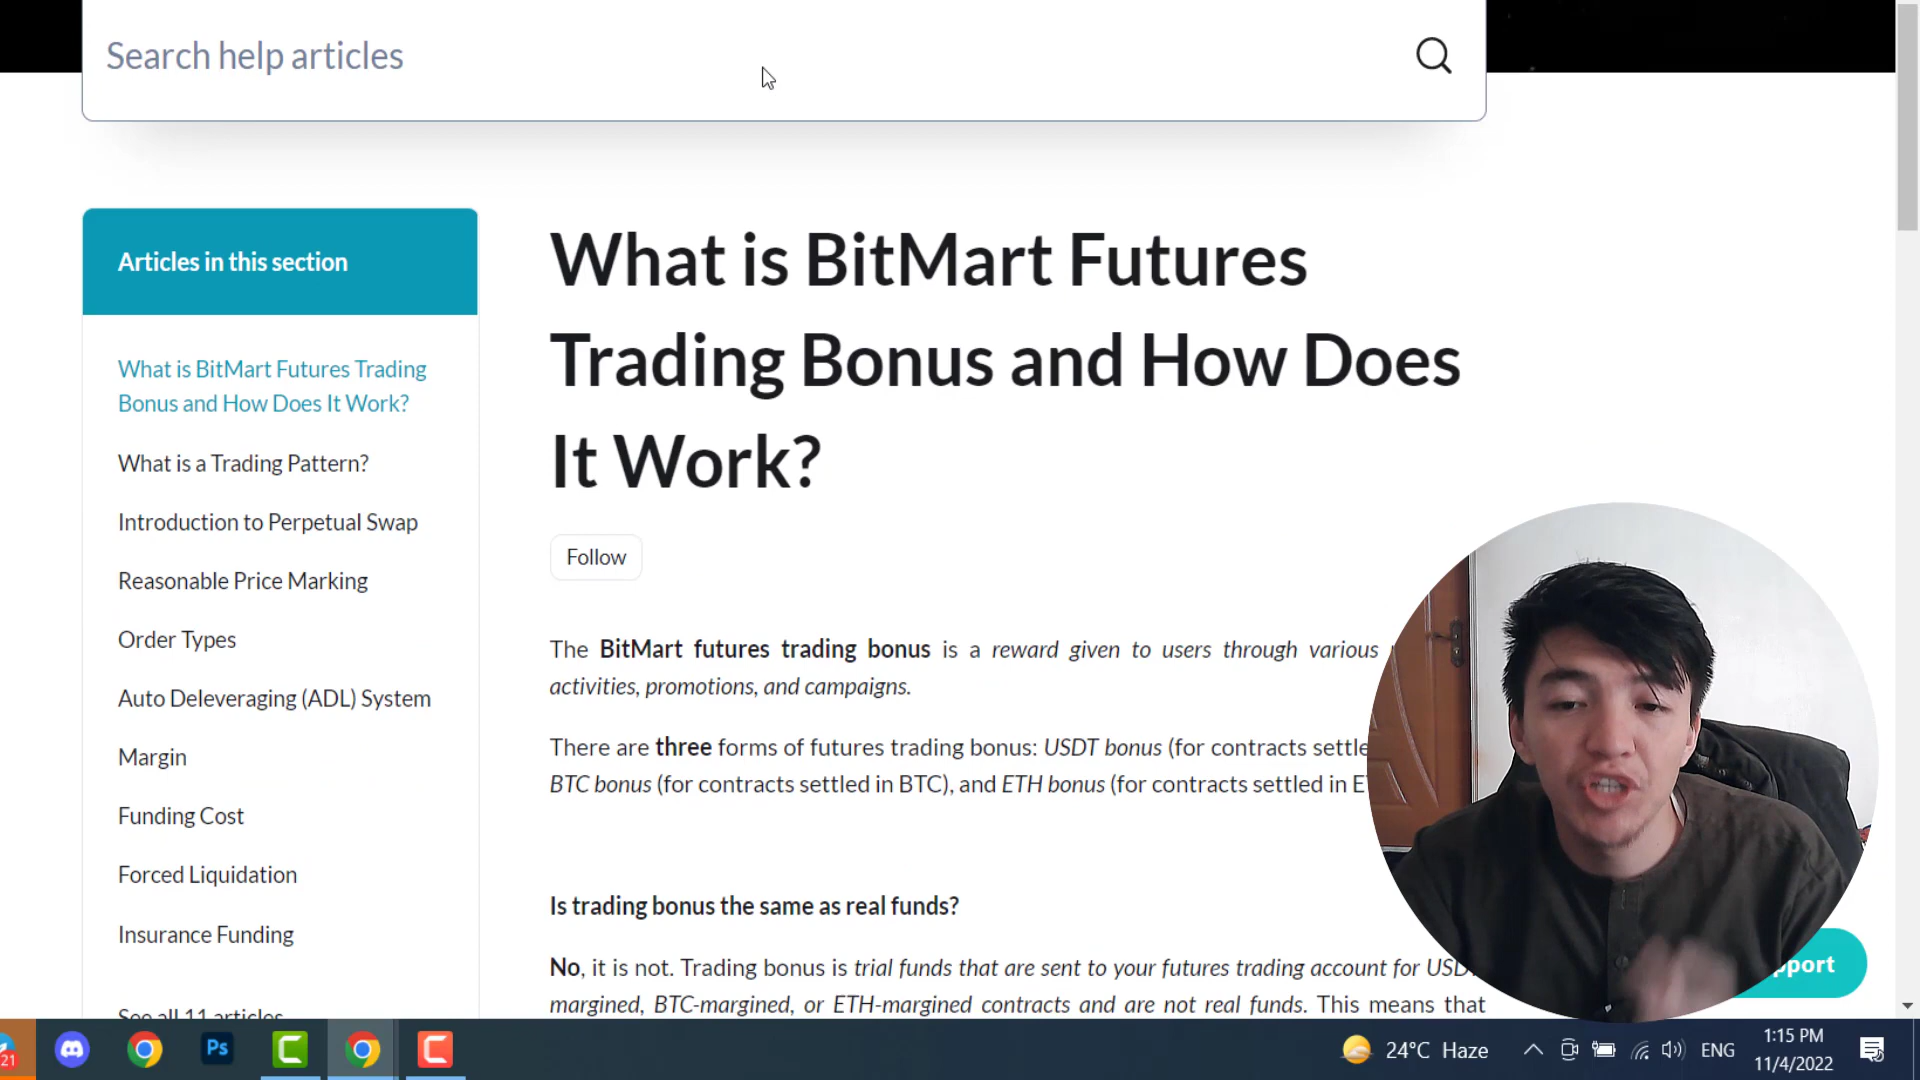 Search help articles
Articles in this section
What is BitMart Futures Trading
Bonus and How Does It Work?
What is a Trading Pattern?
Introduction to Perpetual Swap
Reasonable Price Marking
Order Types
Auto Deleveraging (ADL) System
Margin
Funding Cost
Forced Liquidation
Insurance Funding
See all 11 articles
What is BitMart Futures
Trading Bonus and How Does
It Work?
Follow
The BitMart futures trading bonus is a reward given to users through various
activities, promotions, and campaigns.
There are three forms of futures trading bonus: USDT bonus (for contracts settle
BTC bonus (for contracts settled in BTC), and ETH bonus (for contracts settled in E
Is trading bonus the same as real funds?
No, it is not. Trading bonus is trial funds that are sent to your futures trading account for USD
margined, BTC-margined, or ETH-margined contracts and are not real funds. This means that
pport
21
Ps
24°C Haze
ENG
1:15 PM
11/4/2022